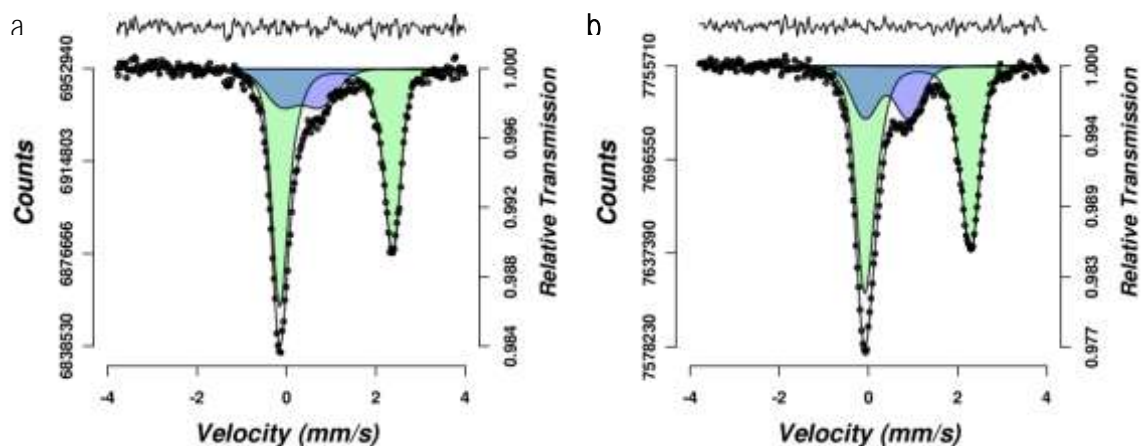 a
Counts
6952940
6914803
6876666
6838530
1.000
0.996
0.992
0.988
0.984
Relative Transmission
-4 -2 0 2 4
Velocity (mm/s)
b
Counts
7755710
7696550
7637390
7578230
1.000
0.994
0.989
0.983
0.977
Relative Transmission
-4 -2 0 2 4
Velocity (mm/s)